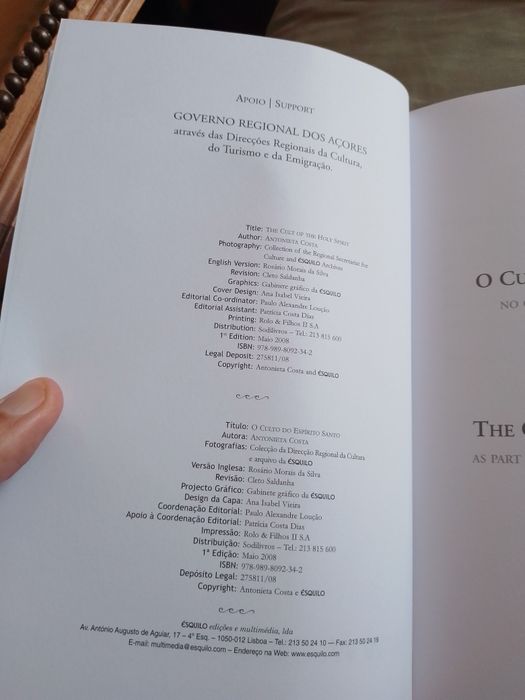 Apoio | Support
GOVERNO REGIONAL DOS AÇORES
através das Direcções Regionais da Cultura,
do Turismo e da Emigração.
Title: The Cult of the Holy Spirit
Author: Antonieta Costa
Photography: Collection of the Regional Secretariat for
Culture and ÉSQUILO Archives
English Version: Rosário Morais da Silva
Revision: Cleto Saldanha
Graphics: Gabinete gráfico da ÉSQUILO
Cover Design: Ana Isabel Vieira
Editorial Co-ordinator: Paulo Alexandre Loução
Editorial Assistant: Patrícia Costa Dias
Printing: Rolo & Filhos II S.A
Distribution: Sodilivros – Tel.: 213 815 600
1ª Edition: Maio 2008
ISBN: 978-989-8092-34-2
Legal Deposit: 275811/08
Copyright: Antonieta Costa and ÉSQUILO
Título: O Culto do Espírito Santo
Autora: Antonieta Costa
Fotografias: Colecção da Direcção Regional da Cultura
e arquivo da ÉSQUILO
Versão Inglesa: Rosário Morais da Silva
Revisão: Cleto Saldanha
Projecto Gráfico: Gabinete gráfico da ÉSQUILO
Design da Capa: Ana Isabel Vieira
Coordenação Editorial: Paulo Alexandre Loução
Apoio à Coordenação Editorial: Patrícia Costa Dias
Impressão: Rolo & Filhos II S.A
Distribuição: Sodilivros – Tel.: 213 815 600
1ª Edição: Maio 2008
ISBN: 978-989-8092-34-2
Depósito Legal: 275811/08
Copyright: Antonieta Costa e ÉSQUILO
ÉSQUILO edições e multimédia, lda
Av. António Augusto de Aguiar, 17 – 4º Esq. – 1050-012 Lisboa – Tel.: 213 50 24 10 — Fax: 213 50 24 19
E-mail: multimedia@esquilo.com – Endereço na Web: www.esquilo.com
O Cu
NO
THE
AS PART